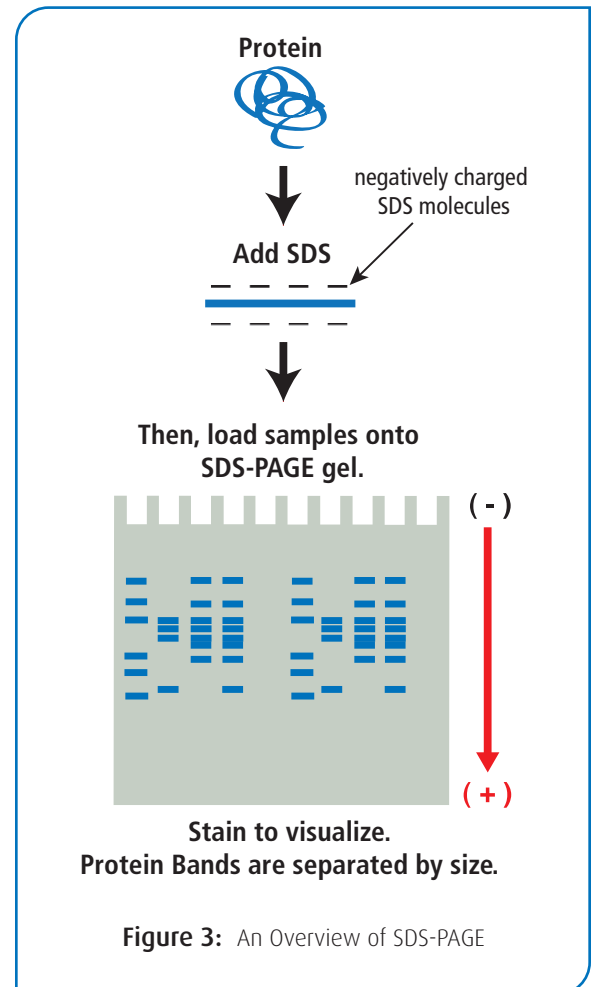 Protein
negatively charged
SDS molecules
Add SDS
Then, load samples onto
SDS-PAGE gel.
( - )
( + )
Stain to visualize.
Protein Bands are separated by size.
Figure 3: An Overview of SDS-PAGE